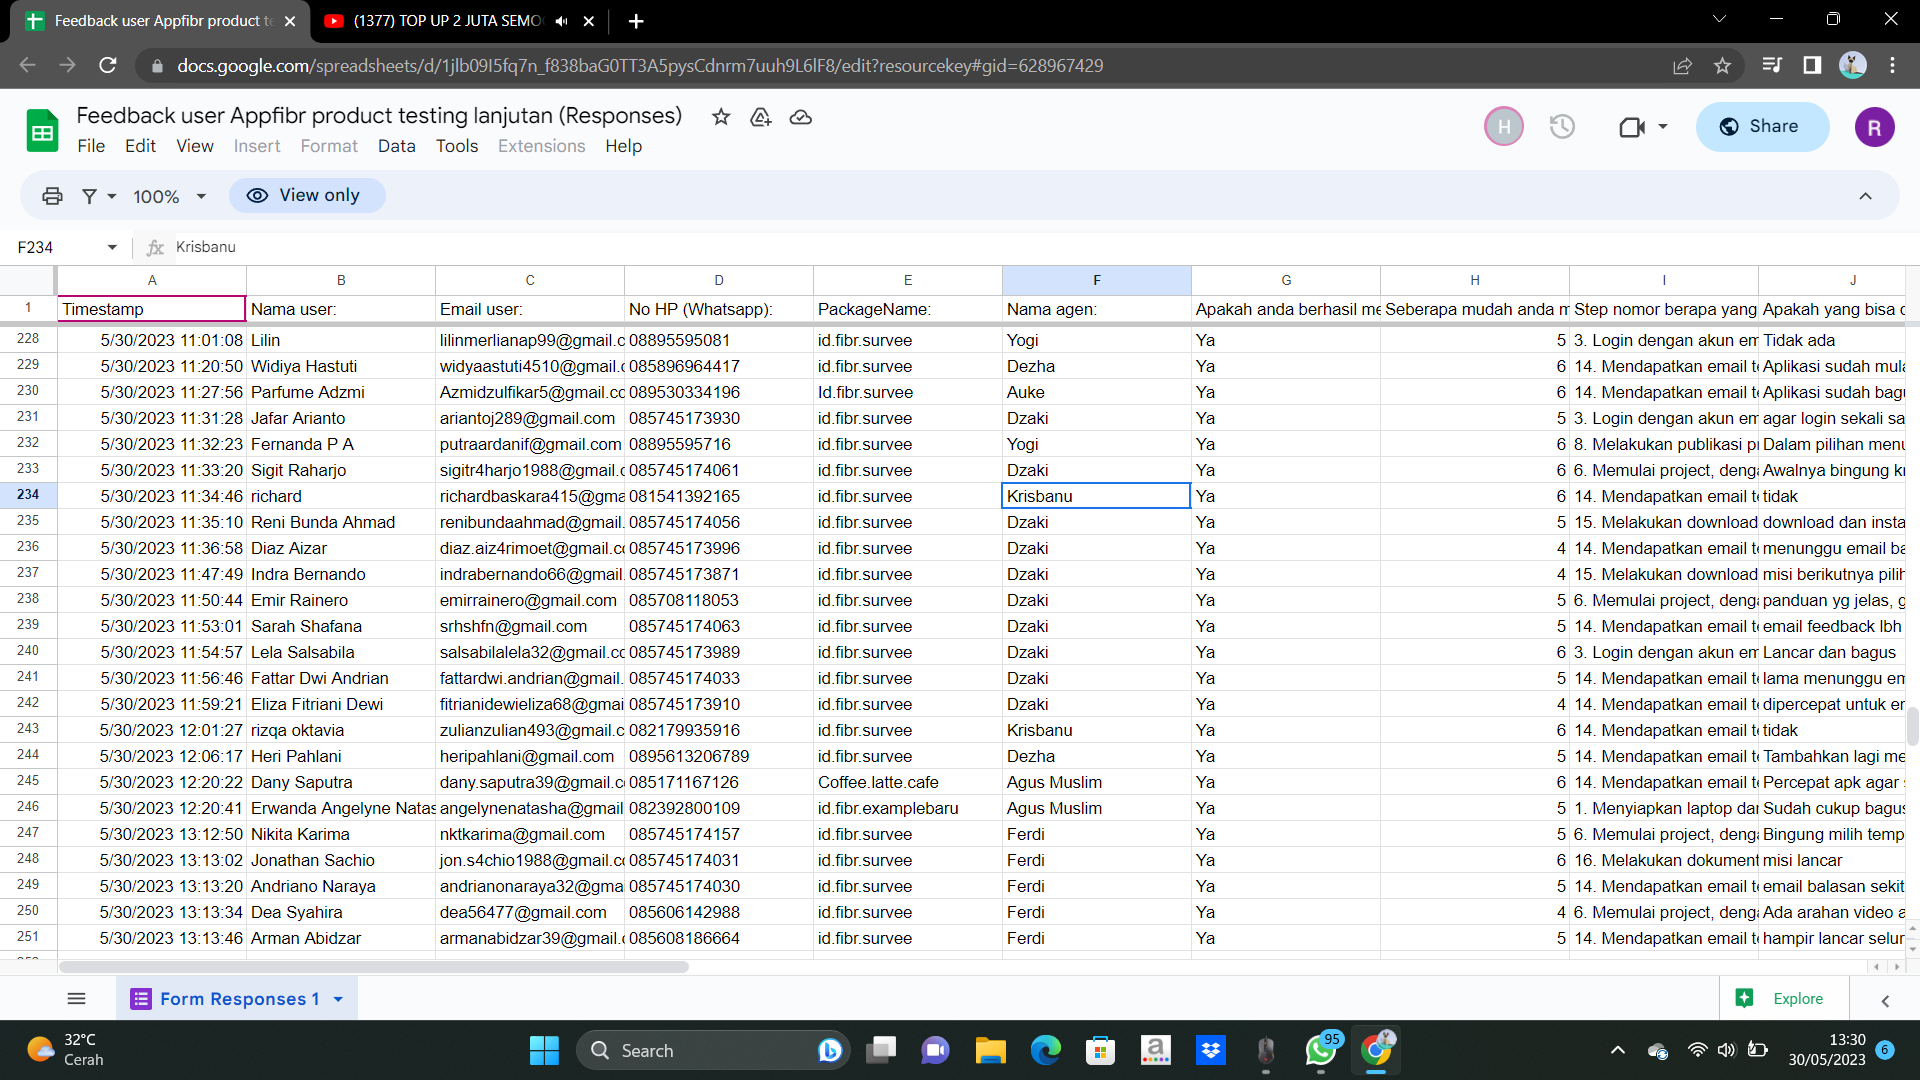 Feedback user Appfibr product te
(1377) TOP UP 2 JUTA SEMO
docs.google.com/spreadsheets/d/1jlb09I5fq7n_f838baG0TT3A5pysCdnrm7uuh9L6lF8/edit?resourcekey#gid=628967429
Feedback user Appfibr product testing lanjutan (Responses)
File Edit View Insert Format Data Tools Extensions Help
H
Share
R
100%
View only
F234 fx Krisbanu
A B C D E F G H I J
1 Timestamp Nama user: Email user: No HP (Whatsapp): PackageName: Nama agen: Apakah anda berhasil me Seberapa mudah anda m Step nomor berapa yang Apakah yang bisa
228 5/30/2023 11:01:08 Lilin lilinmerlianap99@gmail.c 08895595081 id.fibr.survee Yogi Ya 5 3. Login dengan akun em Tidak ada
229 5/30/2023 11:20:50 Widiya Hastuti widyaastuti4510@gmail.c 085896964417 id.fibr.survee Dezha Ya 6 14. Mendapatkan email t Aplikasi sudah mula
230 5/30/2023 11:27:56 Parfume Adzmi Azmidzulfikar5@gmail.cc 089530334196 Id.fibr.survee Auke Ya 6 14. Mendapatkan email t Aplikasi sudah bagu
231 5/30/2023 11:31:28 Jafar Arianto ariantoj289@gmail.com 085745173930 id.fibr.survee Dzaki Ya 5 3. Login dengan akun em agar login sekali sa
232 5/30/2023 11:32:23 Fernanda P A putraardanif@gmail.com 08895595716 id.fibr.survee Yogi Ya 6 8. Melakukan publikasi p Dalam pilihan menu
233 5/30/2023 11:33:20 Sigit Raharjo sigitr4harjo1988@gmail.c 085745174061 id.fibr.survee Dzaki Ya 6 6. Memulai project, denga Awalnya bingung k
234 5/30/2023 11:34:46 richard richardbaskara415@gma 081541392165 id.fibr.survee Krisbanu Ya 6 14. Mendapatkan email t tidak
235 5/30/2023 11:35:10 Reni Bunda Ahmad renibundaahmad@gmail. 085745174056 id.fibr.survee Dzaki Ya 5 15. Melakukan download download dan insta
236 5/30/2023 11:36:58 Diaz Aizar diaz.aiz4rimoet@gmail.c 085745173996 id.fibr.survee Dzaki Ya 4 14. Mendapatkan email t menunggu email ba
237 5/30/2023 11:47:49 Indra Bernando indrabernando66@gmail. 085745173871 id.fibr.survee Dzaki Ya 4 15. Melakukan download misi berikutnya pilih
238 5/30/2023 11:50:44 Emir Rainero emirrainero@gmail.com 085708118053 id.fibr.survee Dzaki Ya 5 6. Memulai project, denga panduan yg jelas, g
239 5/30/2023 11:53:01 Sarah Shafana srhshfn@gmail.com 085745174063 id.fibr.survee Dzaki Ya 5 14. Mendapatkan email t email feedback lbh
240 5/30/2023 11:54:57 Lela Salsabila salsabilalela32@gmail.cc 085745173989 id.fibr.survee Dzaki Ya 6 3. Login dengan akun em Lancar dan bagus
241 5/30/2023 11:56:46 Fattar Dwi Andrian fattardwi.andrian@gmail. 085745174033 id.fibr.survee Dzaki Ya 5 14. Mendapatkan email t lama menunggu em
242 5/30/2023 11:59:21 Eliza Fitriani Dewi fitrianidewieliza68@gmai 085745173910 id.fibr.survee Dzaki Ya 4 14. Mendapatkan email t dipercepat untuk er
243 5/30/2023 12:01:27 rizqa oktavia zulianzulian493@gmail.c 082179935916 id.fibr.survee Krisbanu Ya 6 14. Mendapatkan email t tidak
244 5/30/2023 12:06:17 Heri Pahlani heripahlani@gmail.com 0895613206789 id.fibr.survee Dezha Ya 5 14. Mendapatkan email t Tambahkan lagi me
245 5/30/2023 12:20:22 Dany Saputra dany.saputra39@gmail.c 085171167126 Coffee.latte.cafe Agus Muslim Ya 6 14. Mendapatkan email t Percepat apk agar
246 5/30/2023 12:20:41 Erwanda Angelyne Natas angelynenatasha@gmail 082392800109 id.fibr.examplebaru Agus Muslim Ya 5 1. Menyiapkan laptop dar Sudah cukup bagus
247 5/30/2023 13:12:50 Nikita Karima nktkarima@gmail.com 085745174157 id.fibr.survee Ferdi Ya 5 6. Memulai project, denga Bingung milih temp
248 5/30/2023 13:13:02 Jonathan Sachio jon.s4chio1988@gmail.c 085745174031 id.fibr.survee Ferdi Ya 6 16. Melakukan dokument misi lancar
249 5/30/2023 13:13:20 Andriano Naraya andrianonaraya32@gma 085745174030 id.fibr.survee Ferdi Ya 5 14. Mendapatkan email t email balasan sekit
250 5/30/2023 13:13:34 Dea Syahira dea56477@gmail.com 085606142988 id.fibr.survee Ferdi Ya 4 6. Memulai project, denga Ada arahan video a
251 5/30/2023 13:13:46 Arman Abidzar armanabidzar39@gmail.c 085608186664 id.fibr.survee Ferdi Ya 5 14. Mendapatkan email t hampir lancar selur
Form Responses 1
Explore
32°C
Cerah
Search
95
13:30
30/05/2023
6